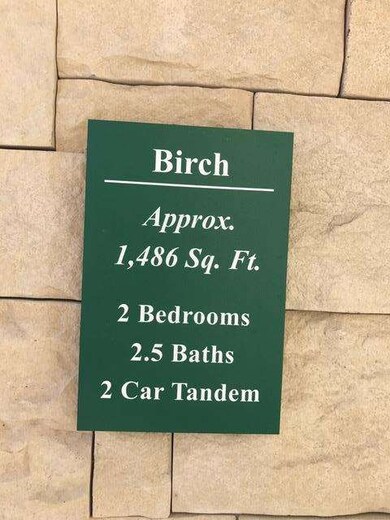 Birch
Approx.
1,486 Sq. Ft.
2 Bedrooms
2.5 Baths
2 Car Tandem